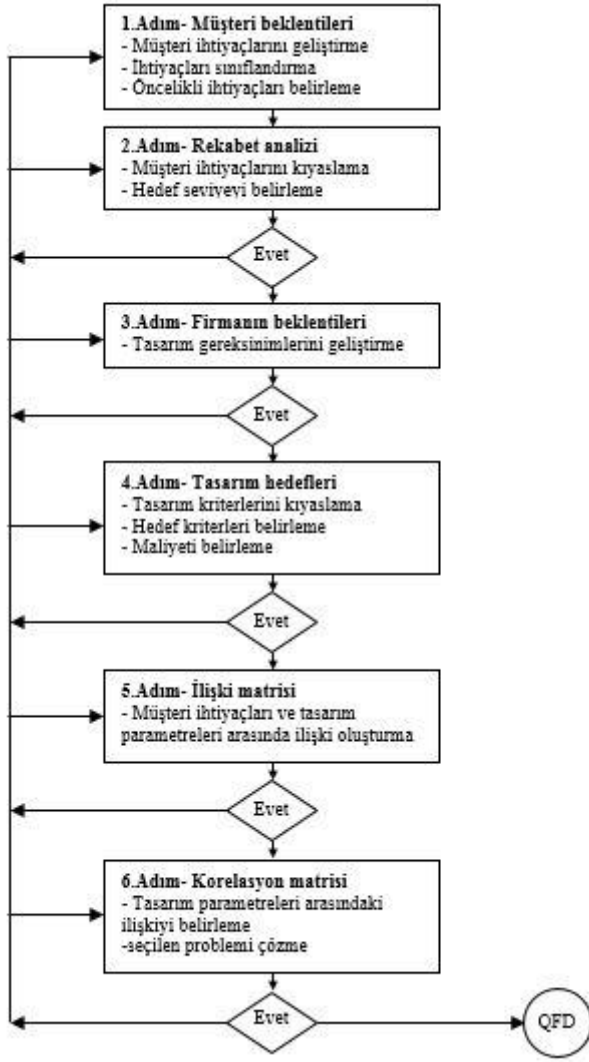 1.Adım- Müşteri beklentileri
- Müşteri ihtiyaçlarını geliştirme
- İhtiyaçları sınıflandırma
- Öncelikli ihtiyaçları belirleme
2.Adım- Rekabet analizi
- Müşteri ihtiyaçlarını kıyaslama
- Hedef seviyeyi belirleme
Evet
3.Adım- Firmanın beklentileri
- Tasarım gereksinimlerini geliştirme
Evet
4.Adım- Tasarım hedefleri
- Tasarım kriterlerini kıyaslama
- Hedef kriterleri belirleme
- Maliyeti belirleme
Evet
5.Adım- İlişki matrisi
- Müşteri ihtiyaçları ve tasarım
parametreleri arasında ilişki oluşturma
Evet
6.Adım- Korelasyon matrisi
- Tasarım parametreleri arasındaki
ilişkiyi belirleme
-seçilen problemi çözme
Evet
QFD